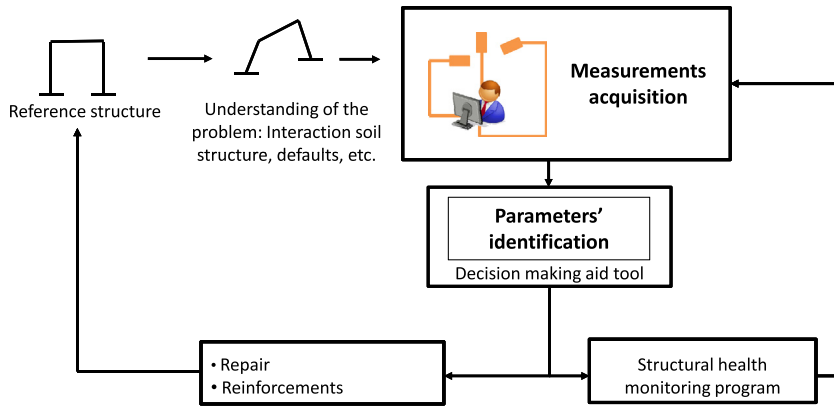 Reference structure
Understanding of the
problem: Interaction soil
structure, defaults, etc.
Measurements
acquisition
Parameters'
identification
Decision making aid tool
• Repair
• Reinforcements
Structural health
monitoring program